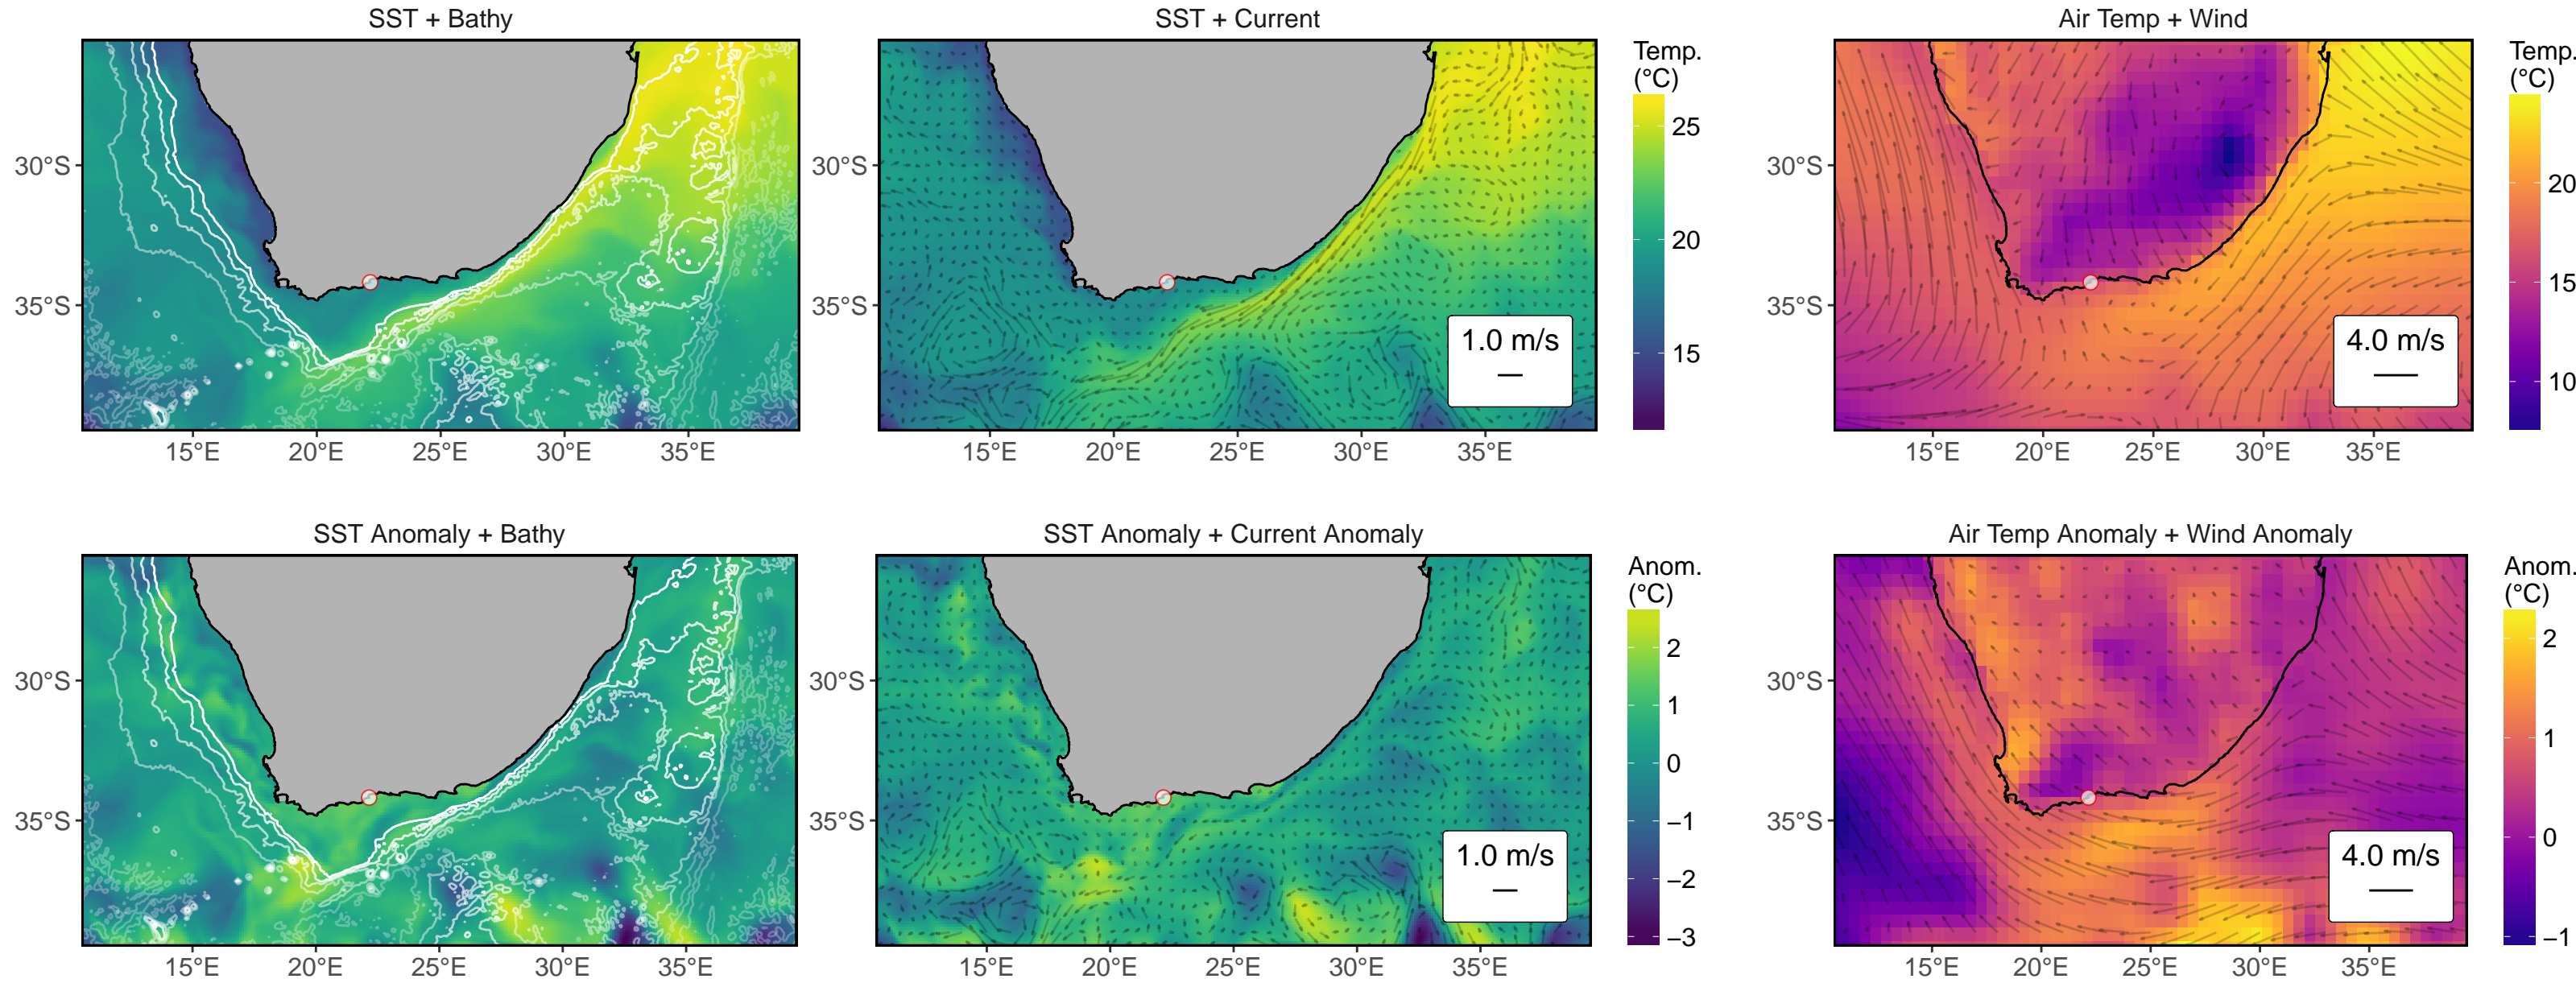 SST + Bathy
30°S
35°S
15°E 20°E 25°E 30°E 35°E
SST + Current
30°S
35°S
1.0 m/s
15°E 20°E 25°E 30°E 35°E
Temp.
(°C)
25
20
15
Air Temp + Wind
30°S
35°S
4.0 m/s
15°E 20°E 25°E 30°E 35°E
Temp.
(°C)
20
15
10
SST Anomaly + Bathy
30°S
35°S
15°E 20°E 25°E 30°E 35°E
SST Anomaly + Current Anomaly
30°S
35°S
1.0 m/s
15°E 20°E 25°E 30°E 35°E
Anom.
(°C)
2
1
0
−1
−2
−3
Air Temp Anomaly + Wind Anomaly
30°S
35°S
4.0 m/s
15°E 20°E 25°E 30°E 35°E
Anom.
(°C)
2
1
0
−1